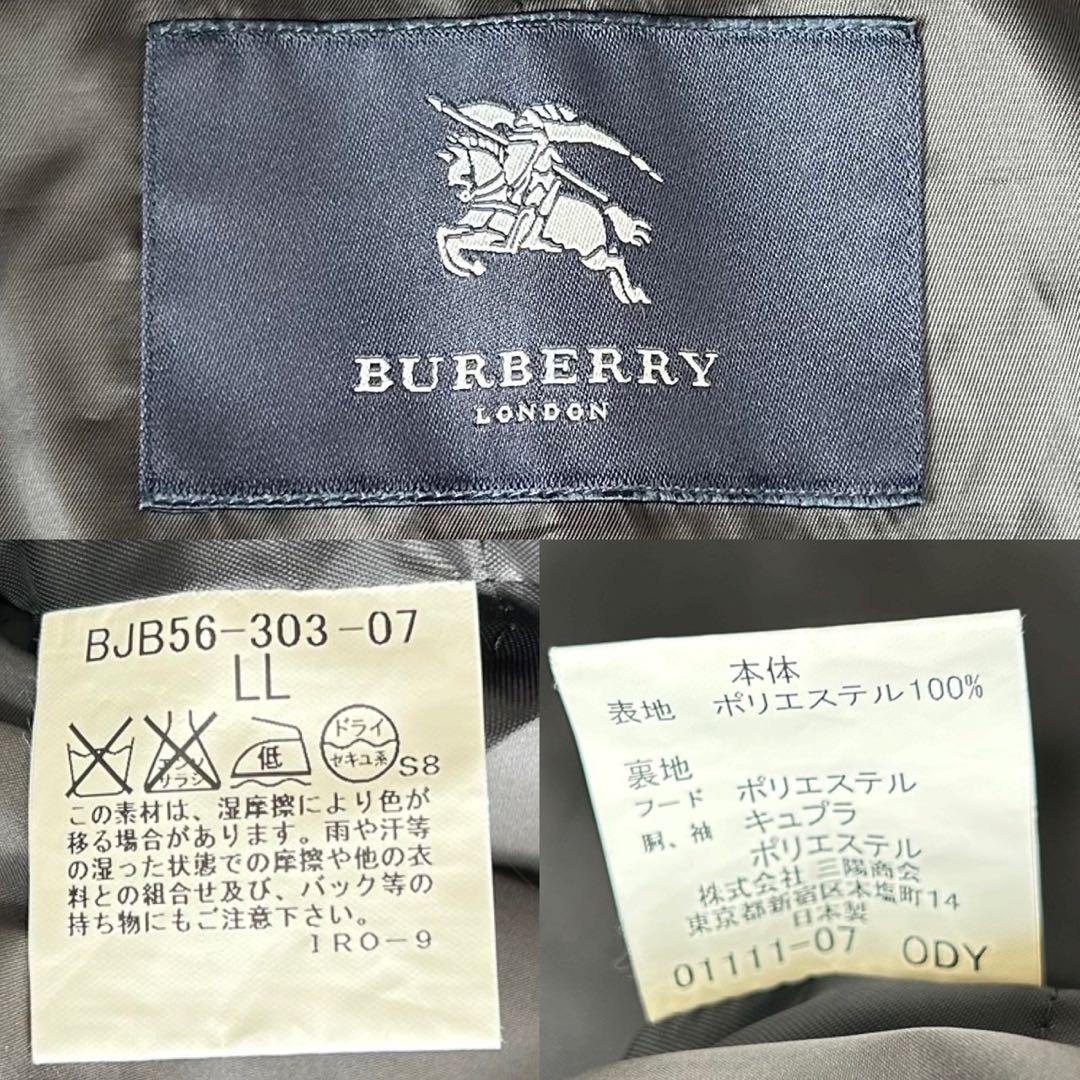 BURBERRY
LONDON
BJB56-303-07
LL
エンソ
サラシ
低
ドライ
セキユ系
S8
この素材は、湿摩擦により色が
移る場合があります。雨や汗等
の湿った状態での摩擦や他の衣
料との組合せ及び、バック等の
持ち物にもご注意下さい。
IRO-9
本体
表地 ポリエステル100%
裏地
フード ポリエステル
胴、袖 キュプラ
ポリエステル
株式会社 三陽商会
東京都新宿区本塩町14
日本製
01111-07 ODY